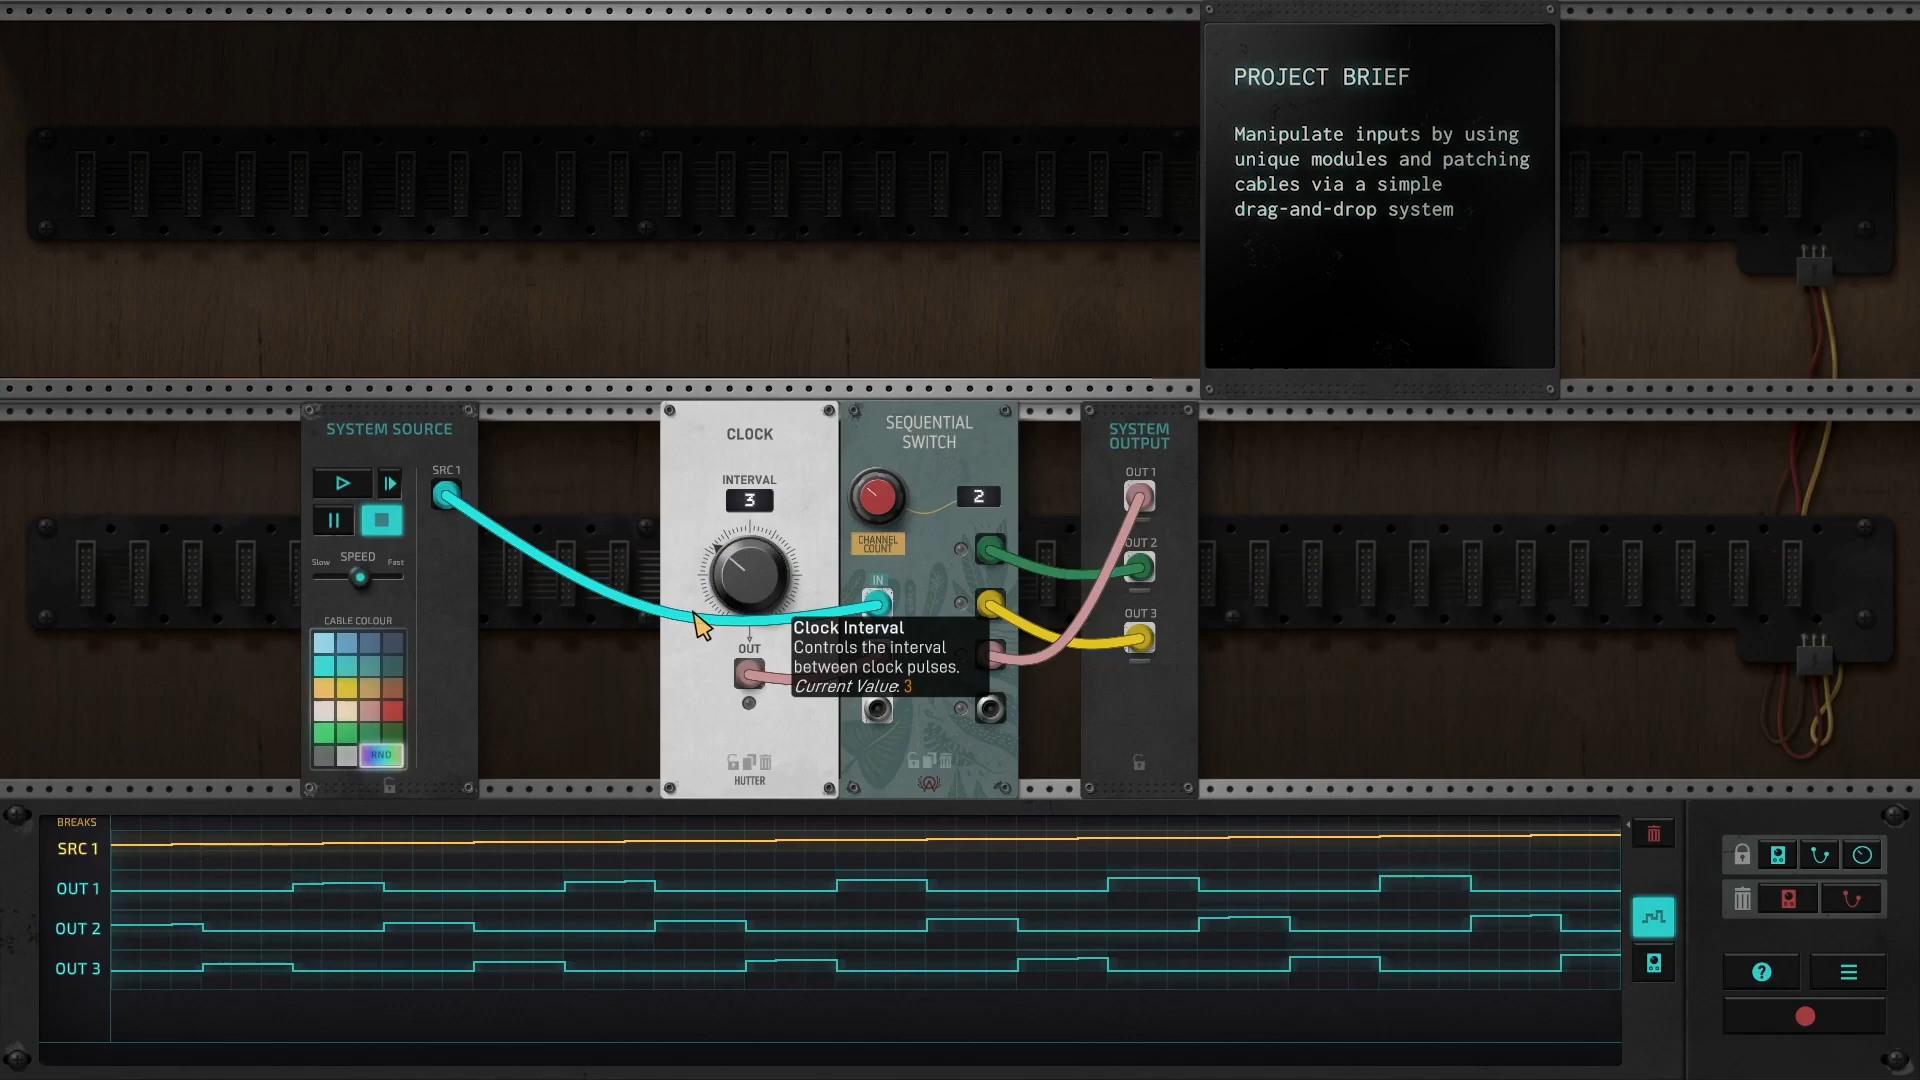 PROJECT BRIEF
Manipulate inputs by using
unique modules and patching
cables via a simple
drag-and-drop system
SYSTEM SOURCE
SRC 1
SPEED
Slow
Fast
CABLE COLOUR
RND
CLOCK
INTERVAL
3
OUT
HUTTER
SEQUENTIAL
SWITCH
2
CHANNEL
COUNT
IN
Clock Interval
Controls the interval
between clock pulses.
Current Value: 3
SYSTEM
OUTPUT
OUT 1
OUT 2
OUT 3
BREAKS
SRC 1
OUT 1
OUT 2
OUT 3